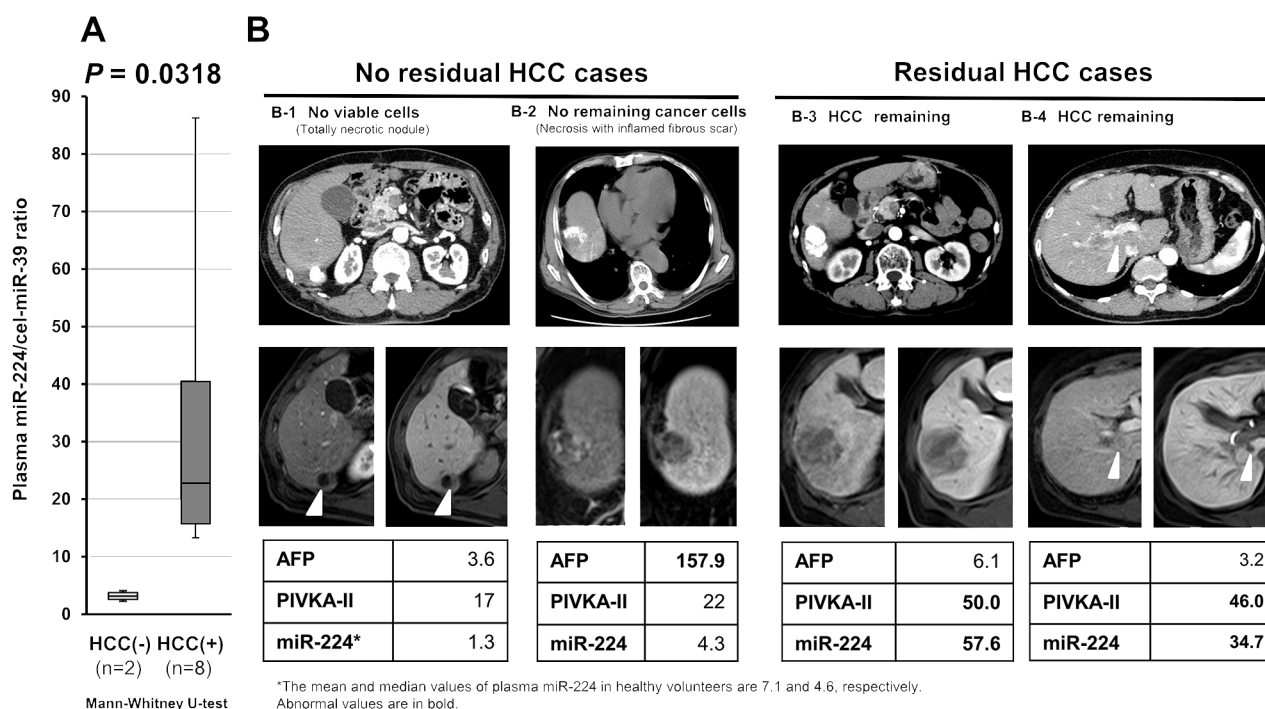 A
B
P = 0.0318
No residual HCC cases
Residual HCC cases
B-1 No viable cells
(Totally necrotic nodule)
B-2 No remaining cancer cells
(Necrosis with inflamed fibrous scar)
B-3 HCC remaining
B-4 HCC remaining
Plasma miR-224/cel-miR-39 ratio
90
80
70
60
50
40
30
20
10
0
HCC(-) HCC(+)
(n=2) (n=8)
Mann-Whitney U-test
AFP 3.6
PIVKA-II 17
miR-224* 1.3
AFP 157.9
PIVKA-II 22
miR-224 4.3
AFP 6.1
PIVKA-II 50.0
miR-224 57.6
AFP 3.2
PIVKA-II 46.0
miR-224 34.7
*The mean and median values of plasma miR-224 in healthy volunteers are 7.1 and 4.6, respectively.
Abnormal values are in bold.